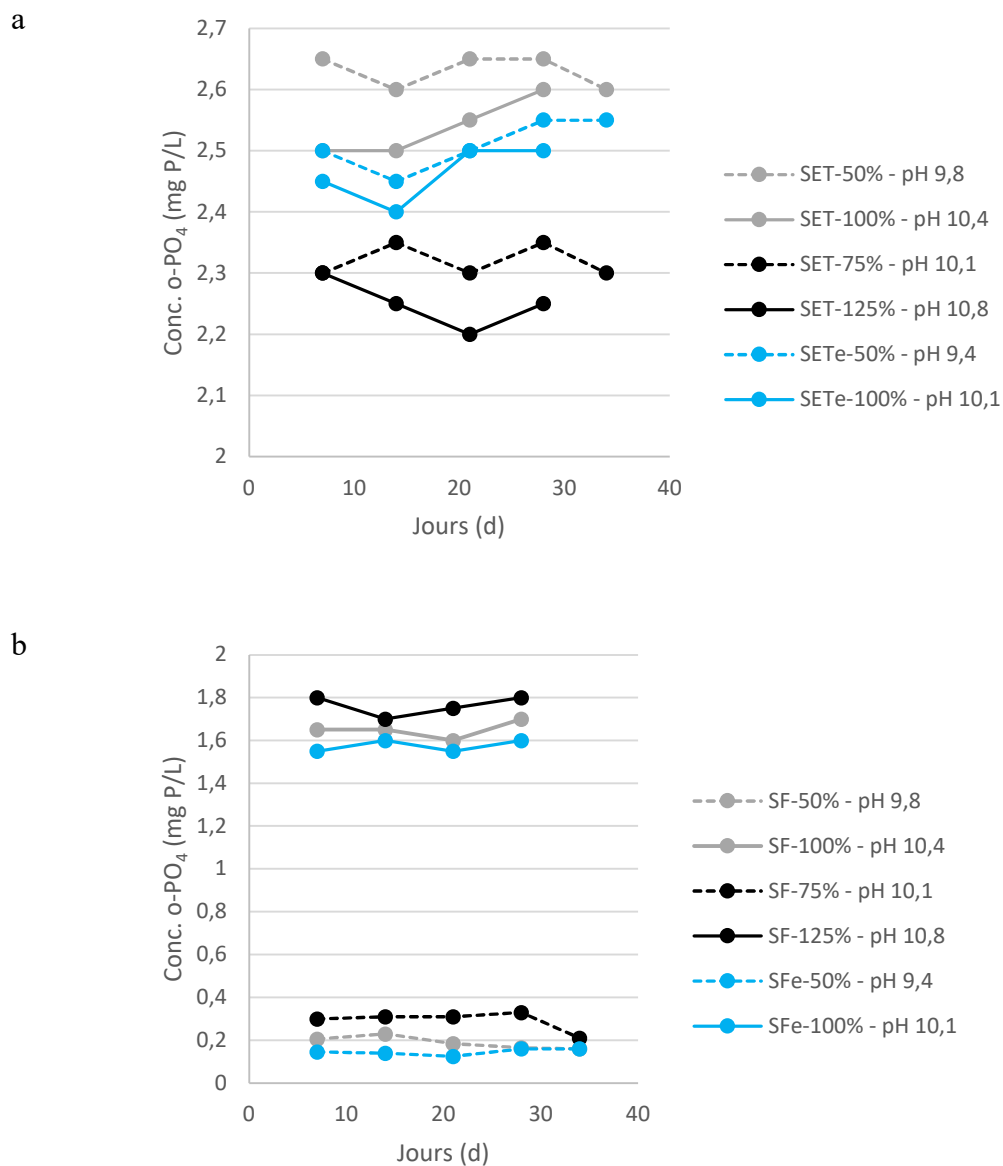 a
2,7
2,6
2,5
2,4
2,3
2,2
2,1
2
0 10 20 30 40
Conc. o-PO₄ (mg P/L)
Jours (d)
SET-50% - pH 9,8
SET-100% - pH 10,4
SET-75% - pH 10,1
SET-125% - pH 10,8
SETe-50% - pH 9,4
SETe-100% - pH 10,1
b
2
1,8
1,6
1,4
1,2
1
0,8
0,6
0,4
0,2
0
0 10 20 30 40
Conc. o-PO₄ (mg P/L)
Jours (d)
SF-50% - pH 9,8
SF-100% - pH 10,4
SF-75% - pH 10,1
SF-125% - pH 10,8
SFe-50% - pH 9,4
SFe-100% - pH 10,1